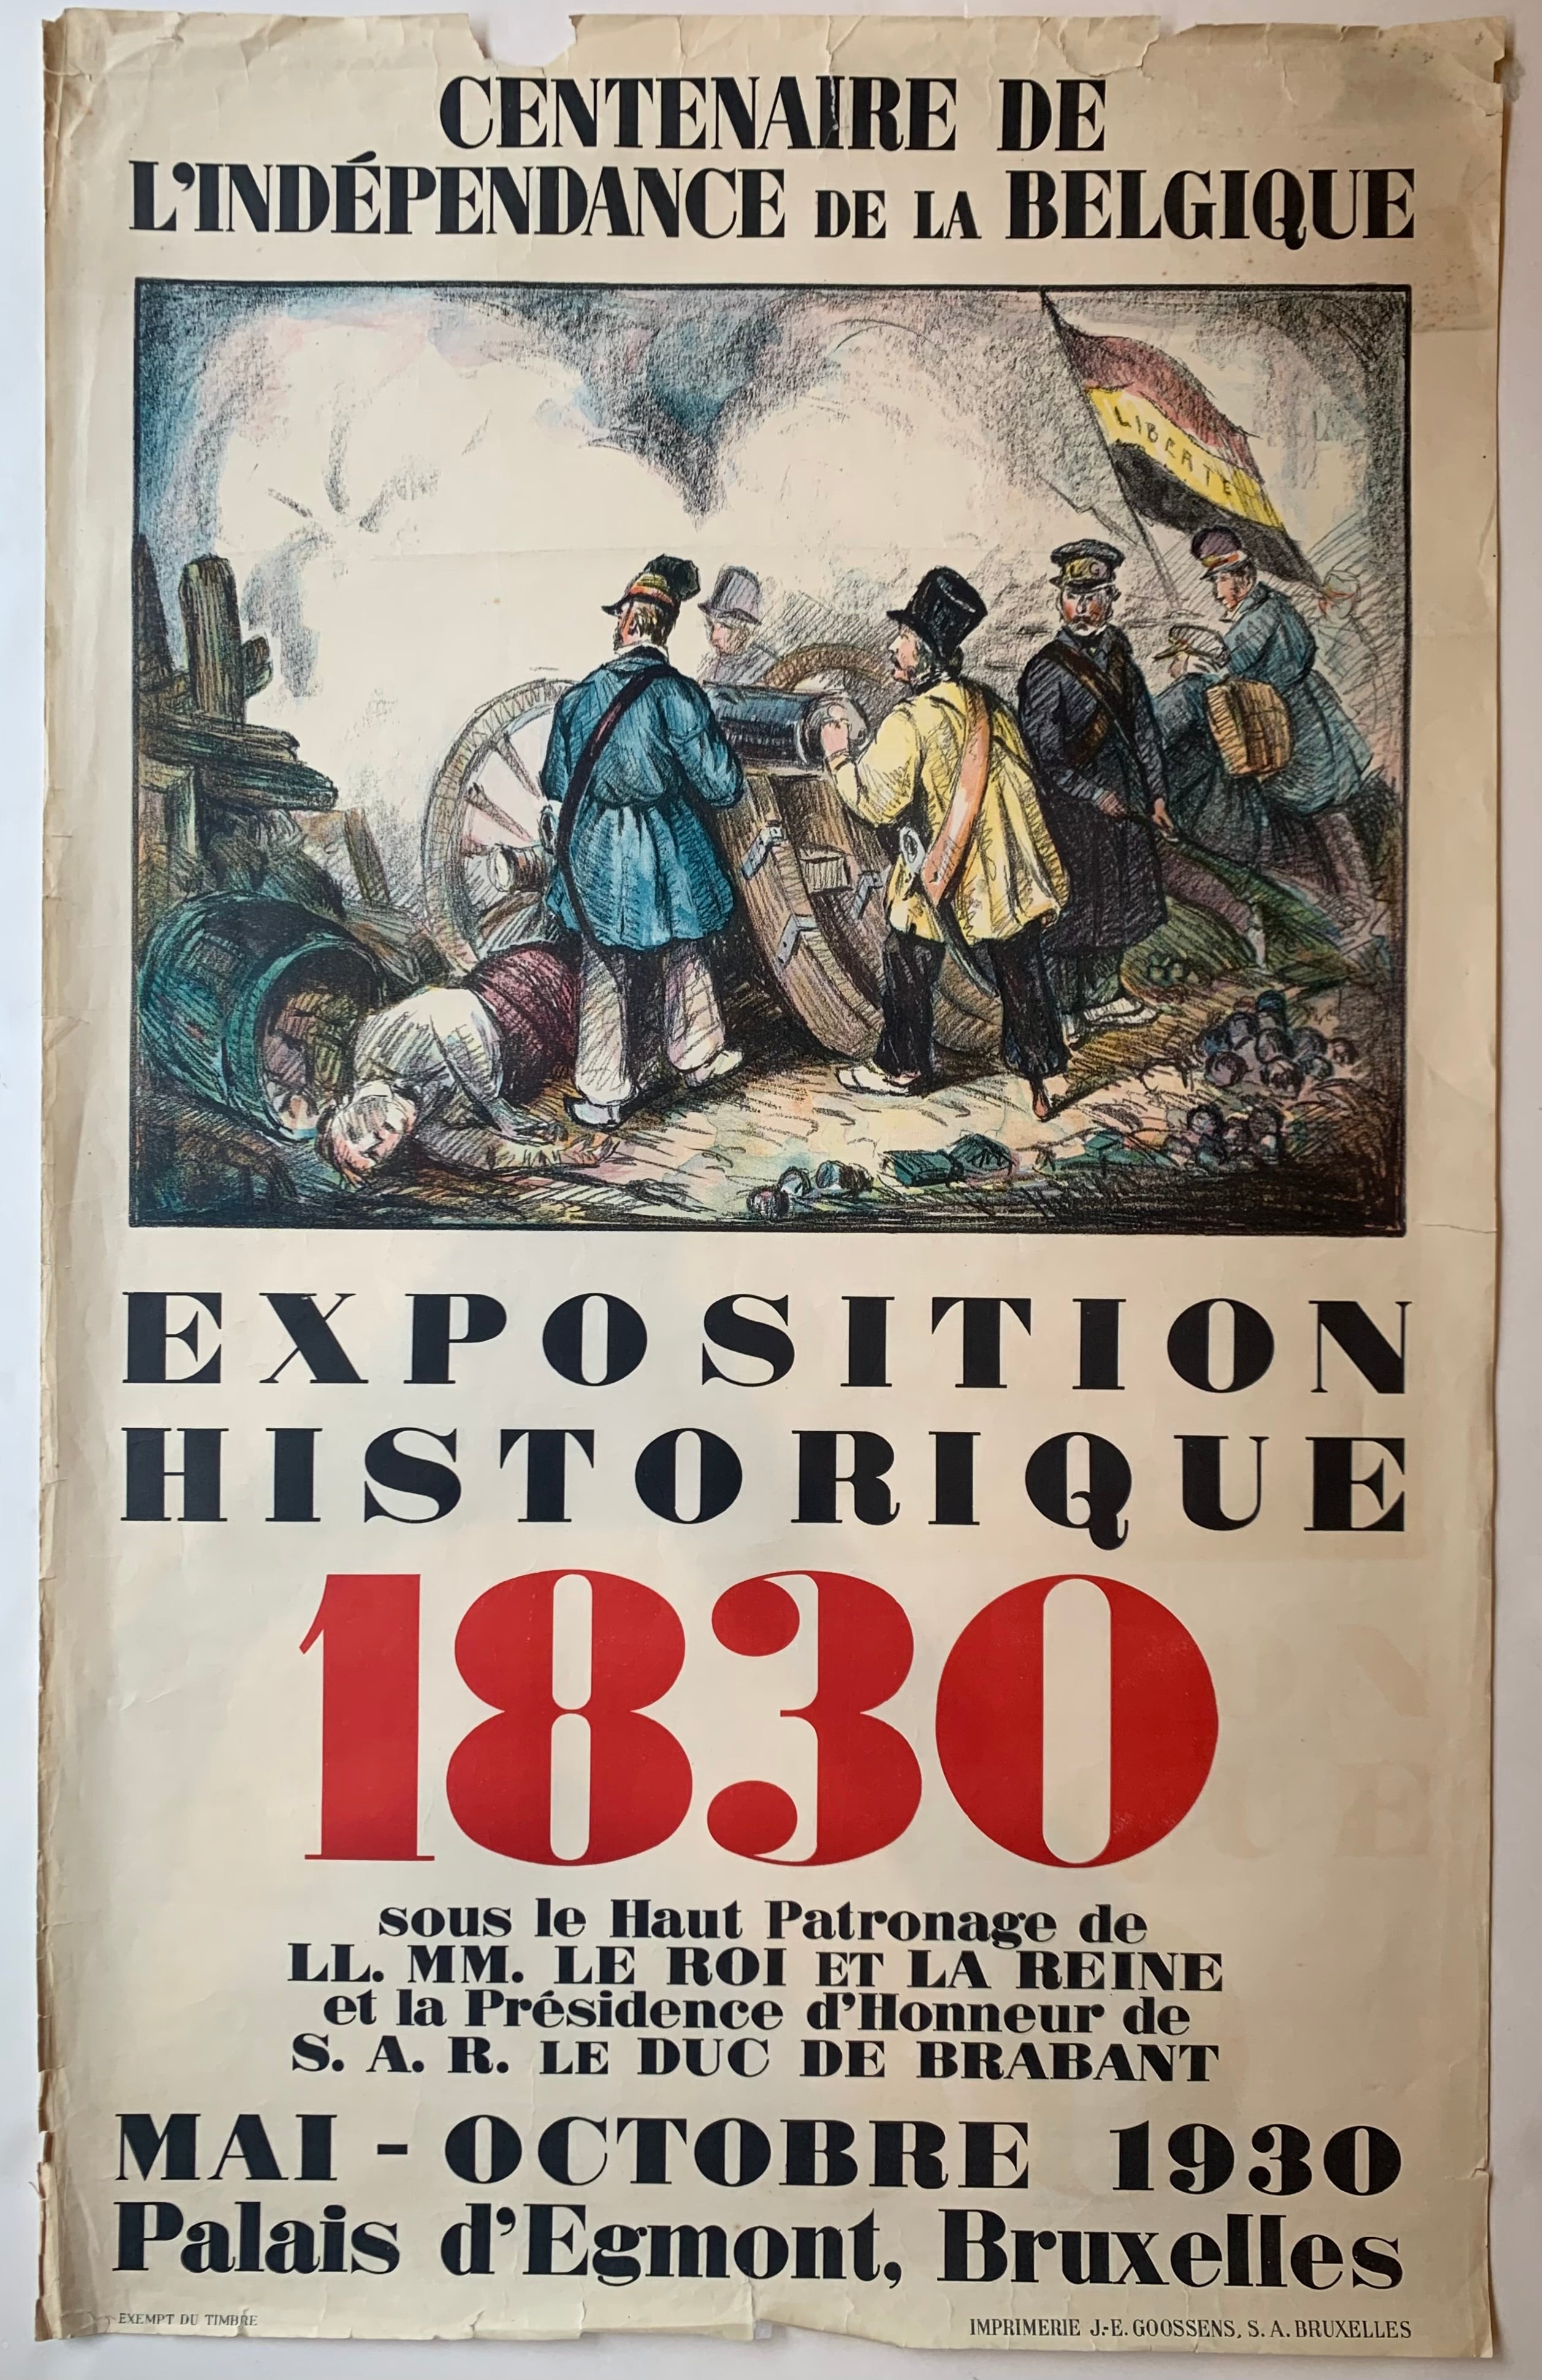 CENTENAIRE DE
L'INDÉPENDANCE DE LA BELGIQUE
LIBERTE
EXPOSITION
HISTORIQUE
1830
sous le Haut Patronage de
LL. MM. LE ROI ET LA REINE
et la Présidence d'Honneur de
S. A. R. LE DUC DE BRABANT
MAI - OCTOBRE 1930
Palais d'Egmont, Bruxelles
EXEMPT DU TIMBRE
IMPRIMERIE J.-E. GOOSSENS, S. A. BRUXELLES